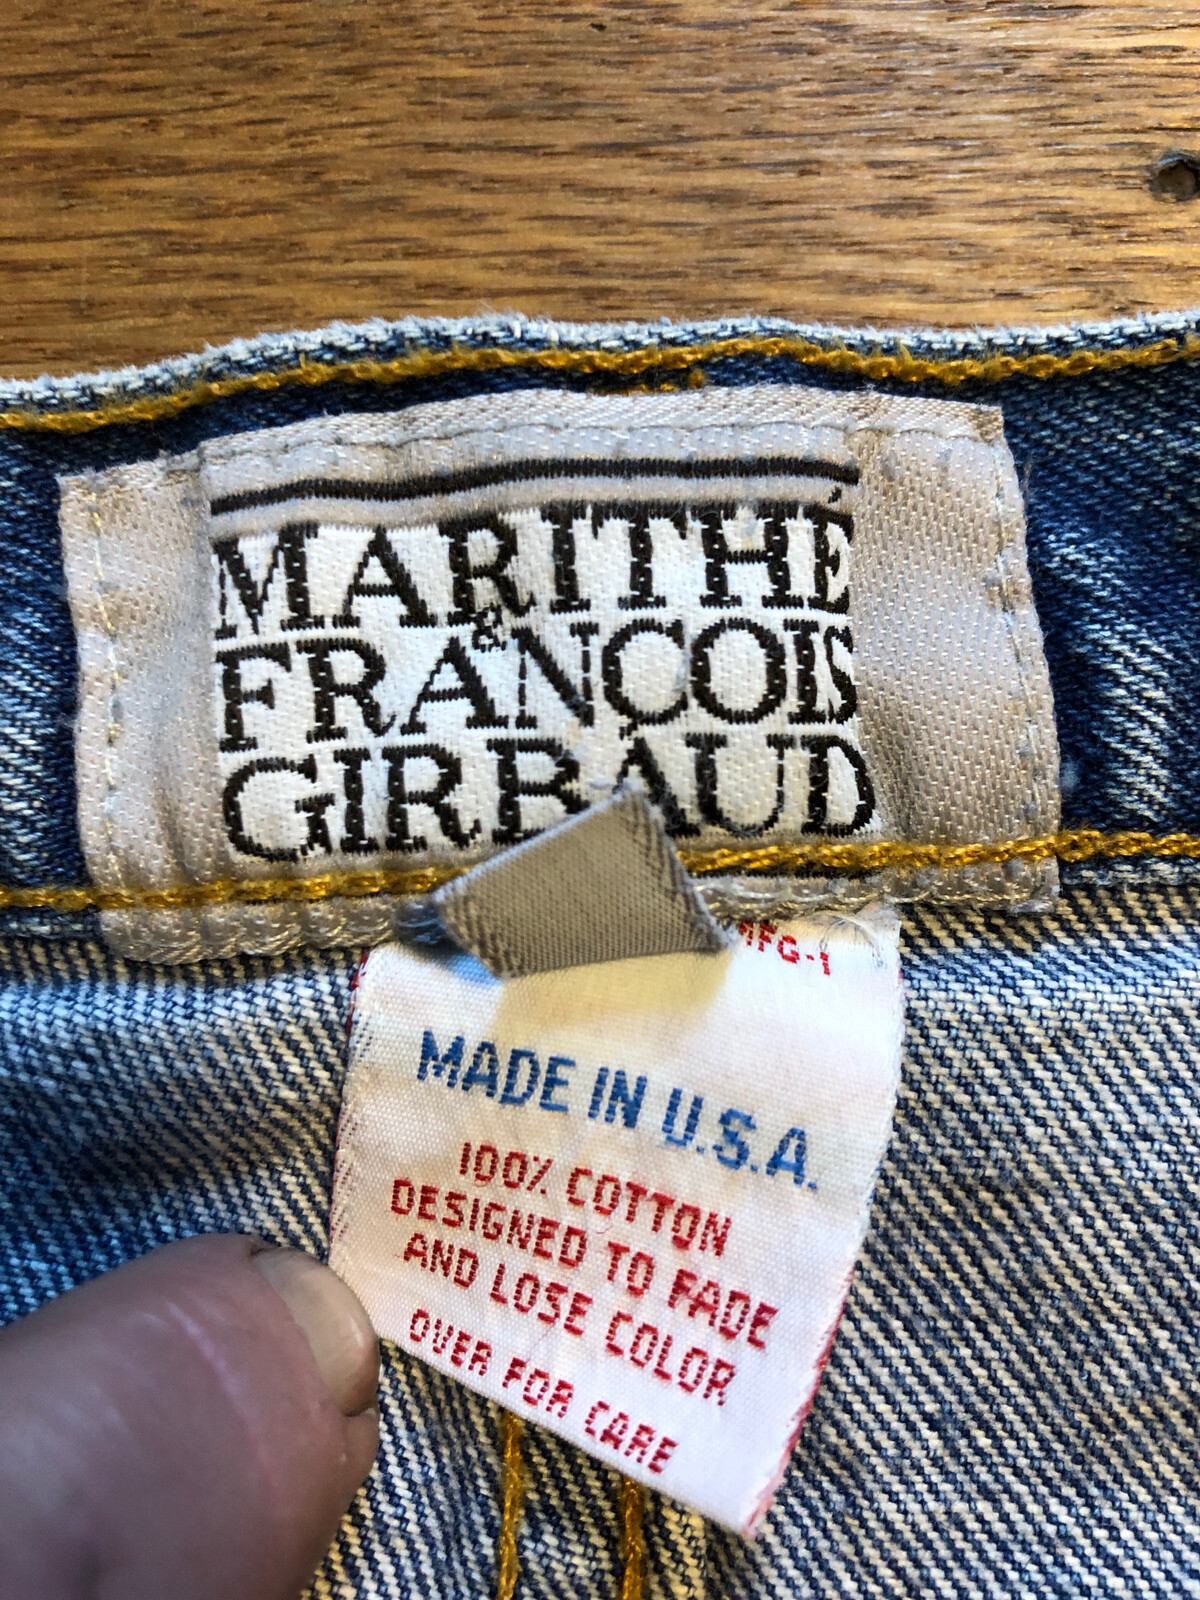 MARITHÉ
&
FRANÇOIS
GIRBAUD
MFG-1
MADE IN U.S.A.
100% COTTON
DESIGNED TO FADE
AND LOSE COLOR
OVER FOR CARE